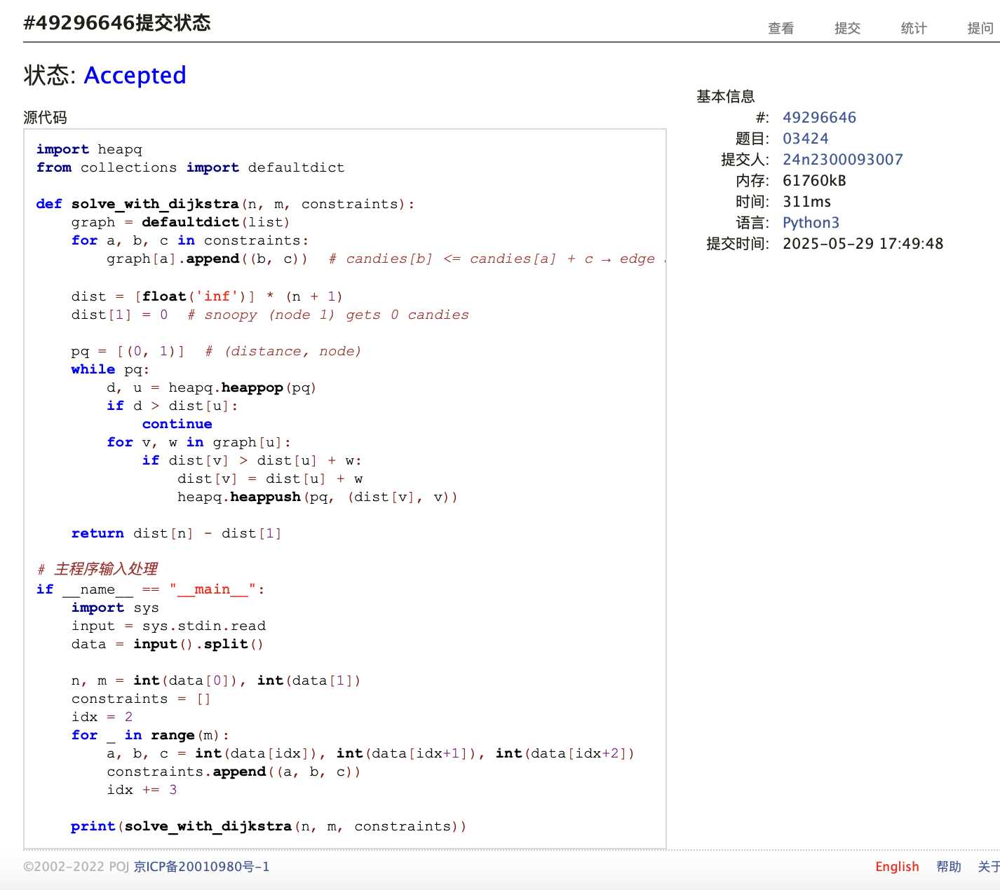 #49296646提交状态
查看 提交 统计 提问
状态: Accepted
源代码
import heapq
from collections import defaultdict
def solve_with_dijkstra(n, m, constraints):
    graph = defaultdict(list)
    for a, b, c in constraints:
        graph[a].append((b, c))  # candies[b] <= candies[a] + c → edge
    dist = [float('inf')] * (n + 1)
    dist[1] = 0  # snoopy (node 1) gets 0 candies
    pq = [(0, 1)]  # (distance, node)
    while pq:
        d, u = heapq.heappop(pq)
        if d > dist[u]:
            continue
        for v, w in graph[u]:
            if dist[v] > dist[u] + w:
                dist[v] = dist[u] + w
                heapq.heappush(pq, (dist[v], v))
    return dist[n] - dist[1]
# 主程序输入处理
if __name__ == "__main__":
    import sys
    input = sys.stdin.read
    data = input().split()
    n, m = int(data[0]), int(data[1])
    constraints = []
    idx = 2
    for _ in range(m):
        a, b, c = int(data[idx]), int(data[idx+1]), int(data[idx+2])
        constraints.append((a, b, c))
        idx += 3
    print(solve_with_dijkstra(n, m, constraints))
基本信息
#: 49296646
题目: 03424
提交人: 24n2300093007
内存: 61760kB
时间: 311ms
语言: Python3
提交时间: 2025-05-29 17:49:48
©2002-2022 POJ 京ICP备20010980号-1
English 帮助 关于